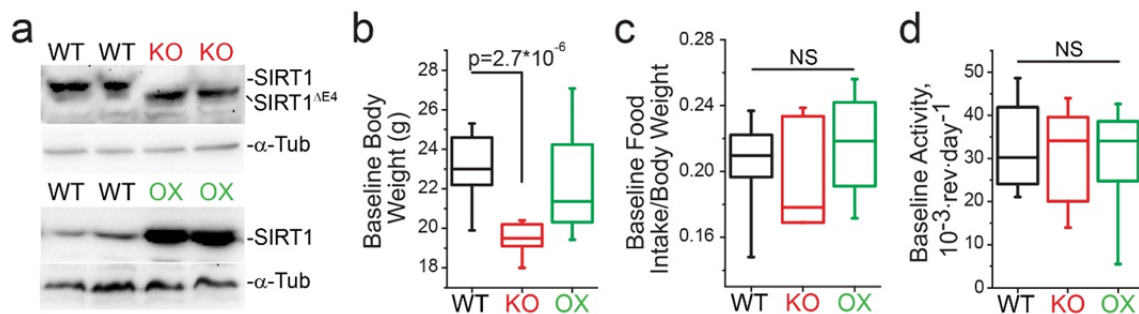 a
WT WT KO KO
-SIRT1
`SIRT1ΔE4
-α-Tub
WT WT OX OX
-SIRT1
-α-Tub
b
p=2.7*10-6
Baseline Body
Weight (g)
28
26
24
22
20
18
WT KO OX
c
NS
Baseline Food
Intake/Body Weight
0.28
0.24
0.20
0.16
WT KO OX
d
NS
Baseline Activity,
10-3·rev·day-1
50
40
30
20
10
0
WT KO OX